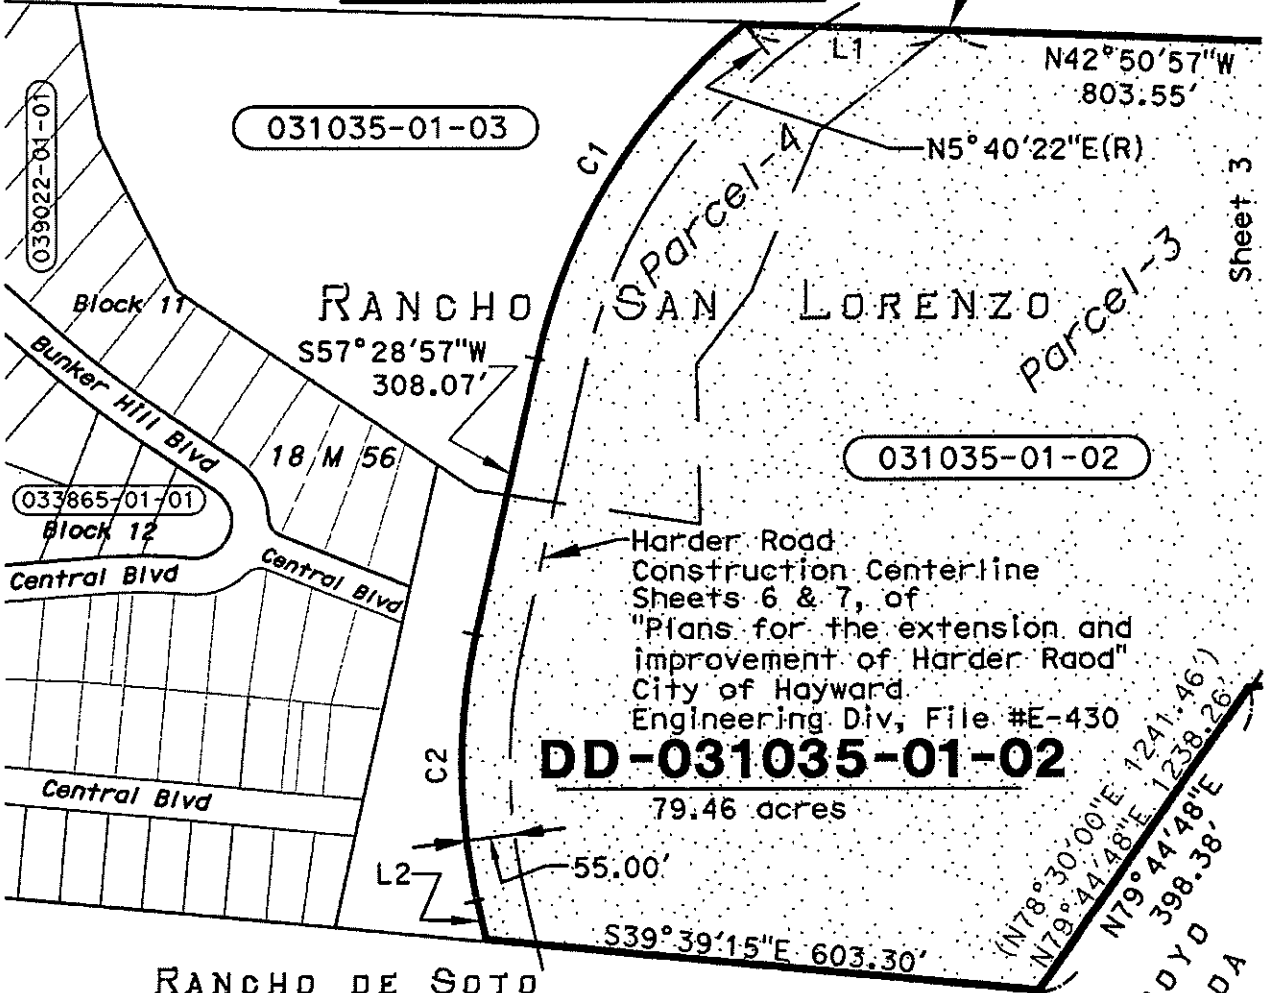 L1
N42°50'57"W
803.55'
039022-01-01
031035-01-03
C1
N5°40'22"E(R)
Parcel-4
Sheet 3
Parcel-3
Block 11
RANCHO SAN LORENZO
S57°28'57"W
308.07'
Bunker Hill Blvd
18 M 56
031035-01-02
033865-01-01
Block 12
Central Blvd
Central Blvd
Harder Road
Construction Centerline
Sheets 6 & 7, of
"Plans for the extension and
improvement of Harder Raod"
City of Hayward
Engineering Div, File #E-430
DD-031035-01-02
79.46 acres
C2
Central Blvd
(N78°30'00"E 1241.46')
N79°44'48"E 1238.26'
N79°44'48"E
398.38'
L2
55.00'
S39°39'15"E 603.30'
RANCHO DE SOTO